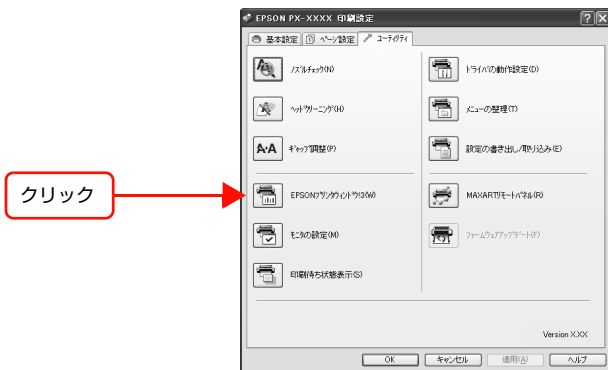 EPSON PX-XXXX 印刷設定
基本設定 ページ設定 ユーティリティ
ノズルチェック(N)
ドライバの動作設定(D)
ヘッドクリーニング(H)
メニューの整理(T)
ギャップ調整(P)
設定の書き出し/取り込み(E)
クリック
EPSONプリンタウィンドウ!3(W)
MAXARTリモートパネル(R)
モニタの設定(M)
ファームウェアアップデート(F)
印刷待ち状態表示(S)
Version X.XX
OK キャンセル 適用(A) ヘルプ